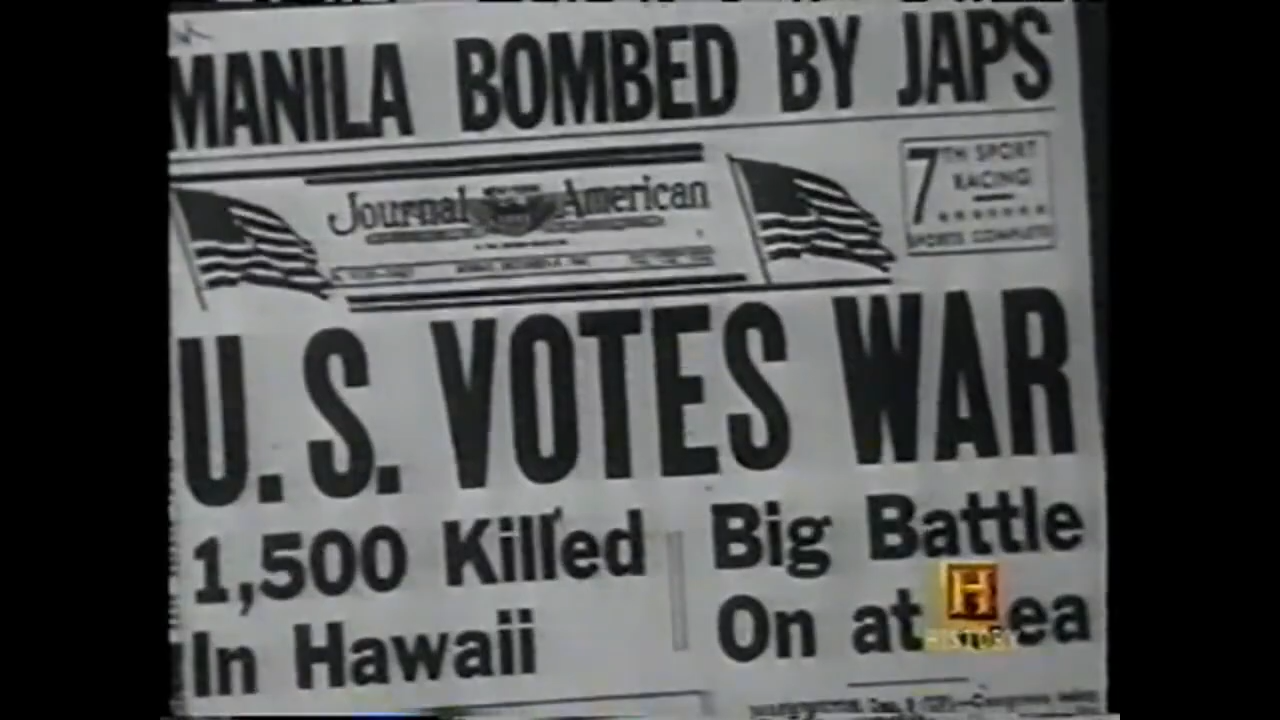 MANILA BOMBED BY JAPS
Journal American
7TH SPORT
RACING
SPORTS COMPLETE
U.S. VOTES WAR
1,500 Killed
In Hawaii
Big Battle
On at ea
H
HISTORY